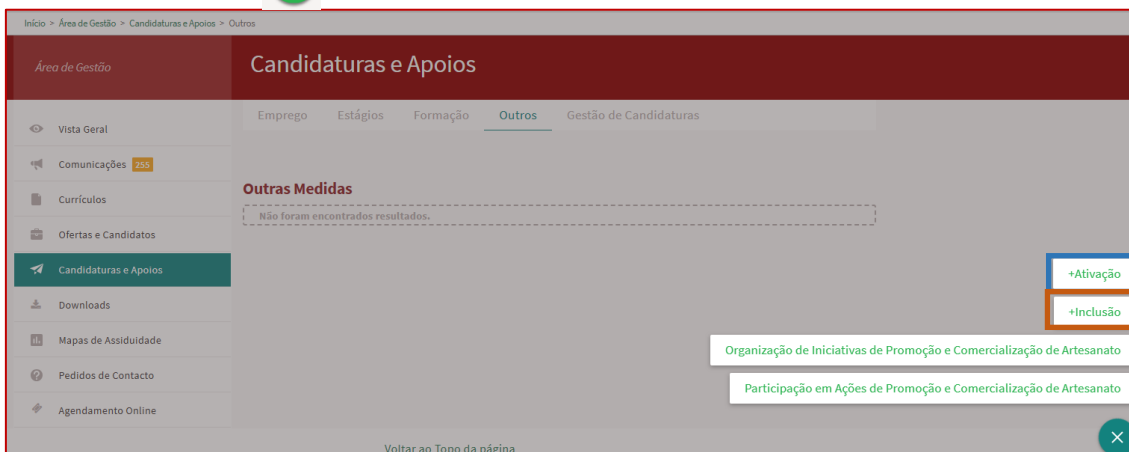 Início > Área de Gestão > Candidaturas e Apoios > Outros
Área de Gestão
Candidaturas e Apoios
Emprego Estágios Formação Outros Gestão de Candidaturas
Vista Geral
Comunicações 255
Currículos
Ofertas e Candidatos
Candidaturas e Apoios
Downloads
Mapas de Assiduidade
Pedidos de Contacto
Agendamento Online
Outras Medidas
Não foram encontrados resultados.
+Ativação
+Inclusão
Organização de Iniciativas de Promoção e Comercialização de Artesanato
Participação em Ações de Promoção e Comercialização de Artesanato
Voltar ao Topo da página